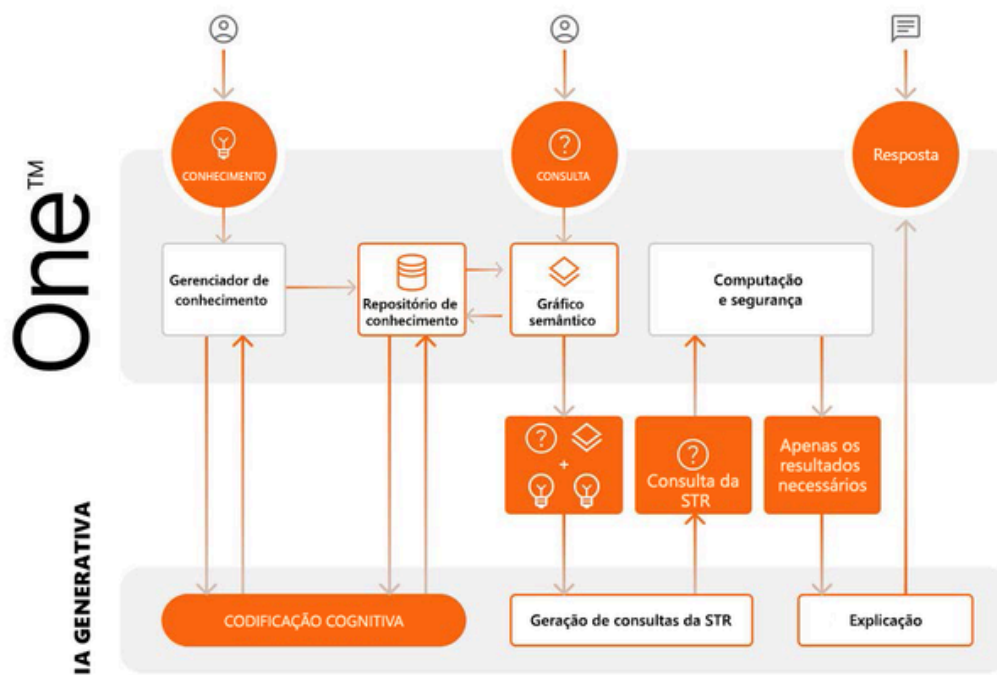 One™
IA GENERATIVA
CONHECIMENTO
CONSULTA
Resposta
Gerenciador de
conhecimento
Repositório de
conhecimento
Gráfico
semântico
Computação
e segurança
+
Consulta da
STR
Apenas os
resultados
necessários
CODIFICAÇÃO COGNITIVA
Geração de consultas da STR
Explicação